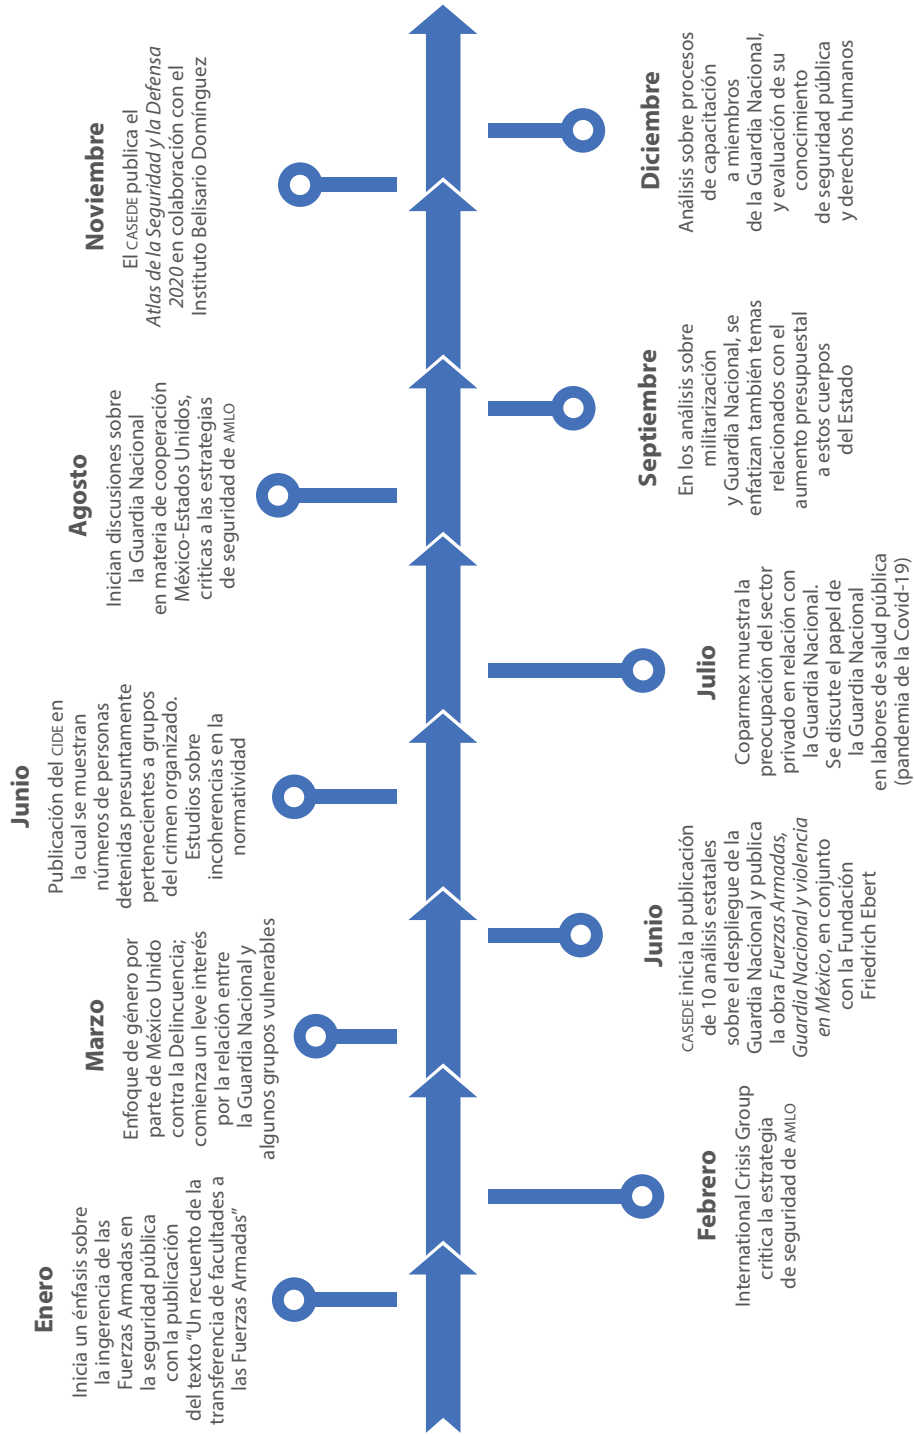 Enero
Inicia un énfasis sobre
la ingerencia de las
Fuerzas Armadas en
la seguridad pública
con la publicación
del texto “Un recuento de la
transferencia de facultades a
las Fuerzas Armadas”
Febrero
International Crisis Group
critica la estrategia
de seguridad de AMLO
Marzo
Enfoque de género por
parte de México Unido
contra la Delincuencia;
comienza un leve interés
por la relación entre
la Guardia Nacional y
algunos grupos vulnerables
Junio
CASEDE inicia la publicación
de 10 análisis estatales
sobre el despliegue de la
Guardia Nacional y publica
la obra Fuerzas Armadas,
Guardia Nacional y violencia
en México, en conjunto
con la Fundación
Friedrich Ebert
Junio
Publicación del CIDE en
la cual se muestran
números de personas
detenidas presuntamente
pertenecientes a grupos
del crimen organizado.
Estudios sobre
incoherencias en la
normatividad
Julio
Coparmex muestra la
preocupación del sector
privado en relación con
la Guardia Nacional.
Se discute el papel de
la Guardia Nacional
en labores de salud pública
(pandemia de la Covid-19)
Agosto
Inician discusiones sobre
la Guardia Nacional
en materia de cooperación
México-Estados Unidos,
criticas a las estrategias
de seguridad de AMLO
Septiembre
En los análisis sobre
militarización
y Guardia Nacional, se
enfatizan también temas
relacionados con el
aumento presupuestal
a estos cuerpos
del Estado
Noviembre
El CASEDE publica el
Atlas de la Seguridad y la Defensa
2020 en colaboración con el
Instituto Belisario Domínguez
Diciembre
Análisis sobre procesos
de capacitación
a miembros
de la Guardia Nacional,
y evaluación de su
conocimiento
de seguridad pública
y derechos humanos